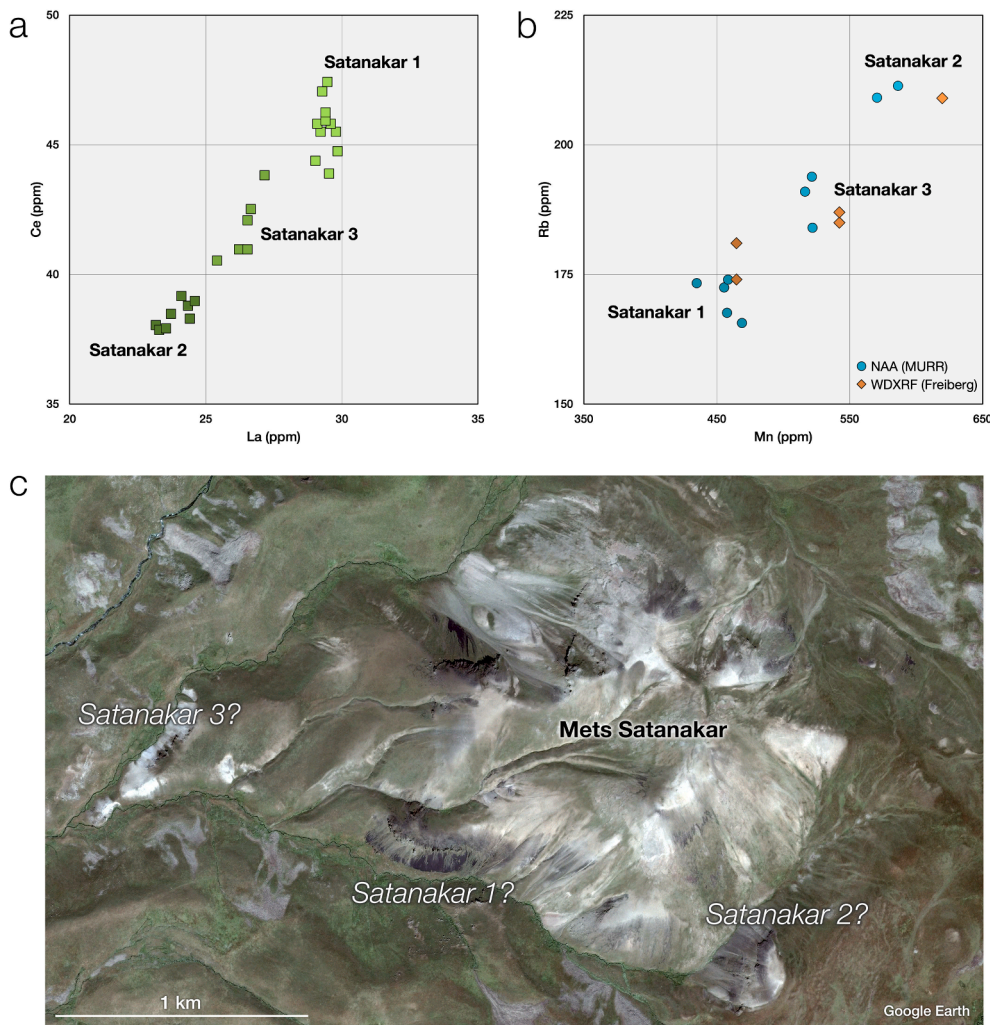 a
50
45
40
35
Ce (ppm)
Satanakar 1
Satanakar 3
Satanakar 2
20
25
30
35
La (ppm)
b
225
200
175
150
Rb (ppm)
Satanakar 2
Satanakar 3
Satanakar 1
NAA (MURR)
WDXRF (Freiberg)
350
450
550
650
Mn (ppm)
c
Satanakar 3?
Mets Satanakar
Satanakar 1?
Satanakar 2?
1 km
Google Earth